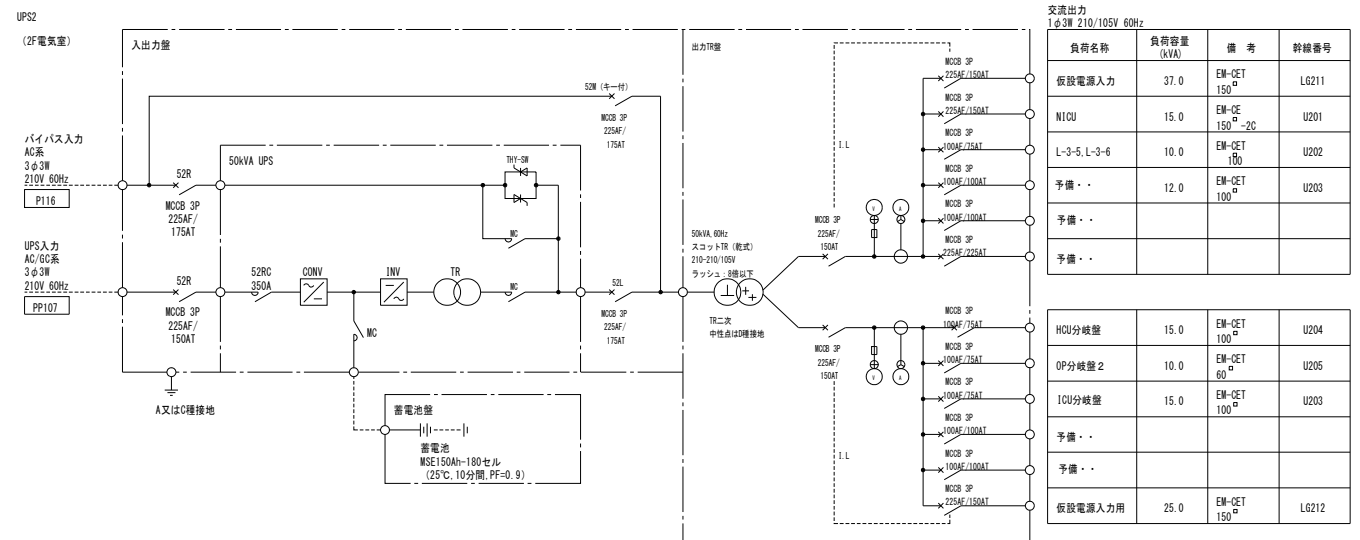 UPS2
(2F電気室)
入出力盤
出力TR盤
交流出力
1φ3W 210/105V 60Hz
バイパス入力
AC系
3φ3W
210V 60Hz
P116
52R
MCCB 3P
225AF/
175AT
50kVA UPS
THY-SW
MC
52M (キー付)
MCCB 3P
225AF/
175AT
UPS入力
AC/GC系
3φ3W
210V 60Hz
PP107
52R
MCCB 3P
225AF/
150AT
52RC
350A
CONV
INV
TR
MC
MC
52L
MCCB 3P
225AF/
175AT
A又はC種接地
蓄電池盤
蓄電池
MSE150Ah-180セル
(25℃,10分間,PF=0.9)
50kVA,60Hz
スコットTR (乾式)
210-210/105V
ラッシュ:8倍以下
TR二次
中性点はD種接地
I.L
MCCB 3P
225AF/
150AT
V
A
MCCB 3P
225AF/150AT
MCCB 3P
225AF/150AT
MCCB 3P
100AF/75AT
MCCB 3P
100AF/100AT
MCCB 3P
100AF/100AT
MCCB 3P
225AF/225AT
MCCB 3P
225AF/
150AT
V
A
I.L
MCCB 3P
100AF/75AT
MCCB 3P
100AF/75AT
MCCB 3P
100AF/75AT
MCCB 3P
100AF/100AT
MCCB 3P
100AF/100AT
MCCB 3P
225AF/150AT
負荷名称 負荷容量(kVA) 備 考 幹線番号
仮設電源入力 37.0 EM-CET 150□ LG211
NICU 15.0 EM-CE 150□-2C U201
L-3-5,L-3-6 10.0 EM-CET 100□ U202
予備・・ 12.0 EM-CET 100□ U203
予備・・
予備・・
HCU分岐盤 15.0 EM-CET 100□ U204
OP分岐盤2 10.0 EM-CET 60□ U205
ICU分岐盤 15.0 EM-CET 100□ U203
予備・・
予備・・
仮設電源入力用 25.0 EM-CET 150□ LG212